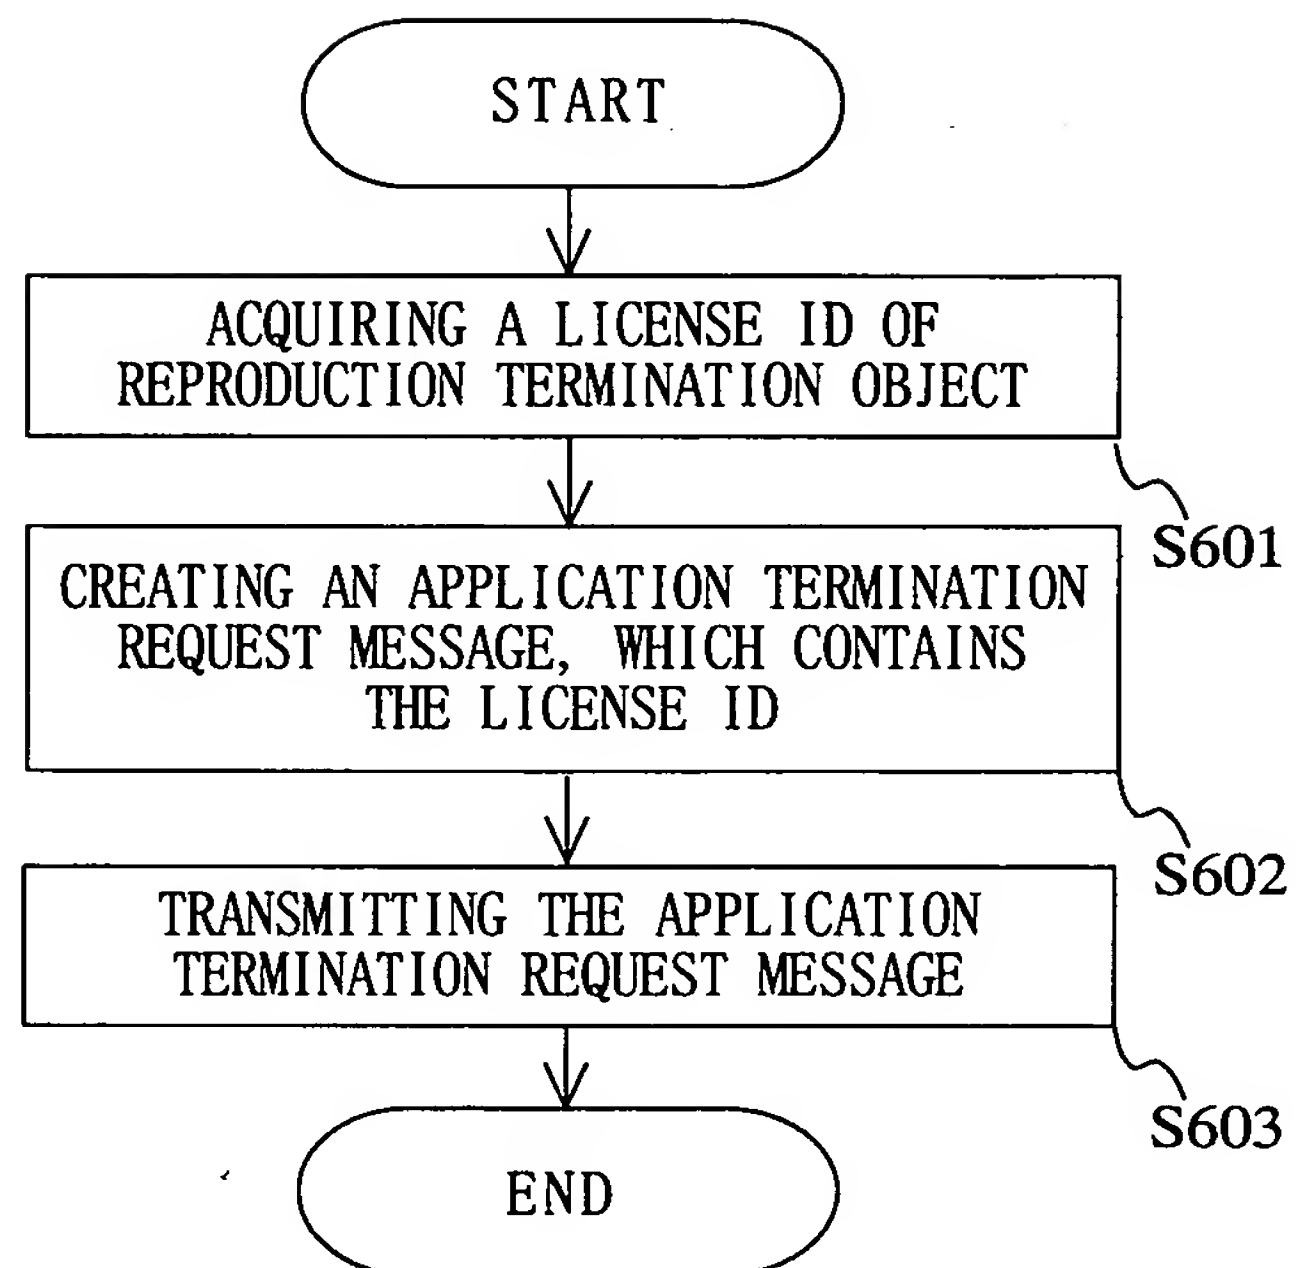 START
ACQUIRING A LICENSE ID OF
REPRODUCTION TERMINATION OBJECT
S601
CREATING AN APPLICATION TERMINATION
REQUEST MESSAGE, WHICH CONTAINS
THE LICENSE ID
S602
TRANSMITTING THE APPLICATION
TERMINATION REQUEST MESSAGE
S603
END